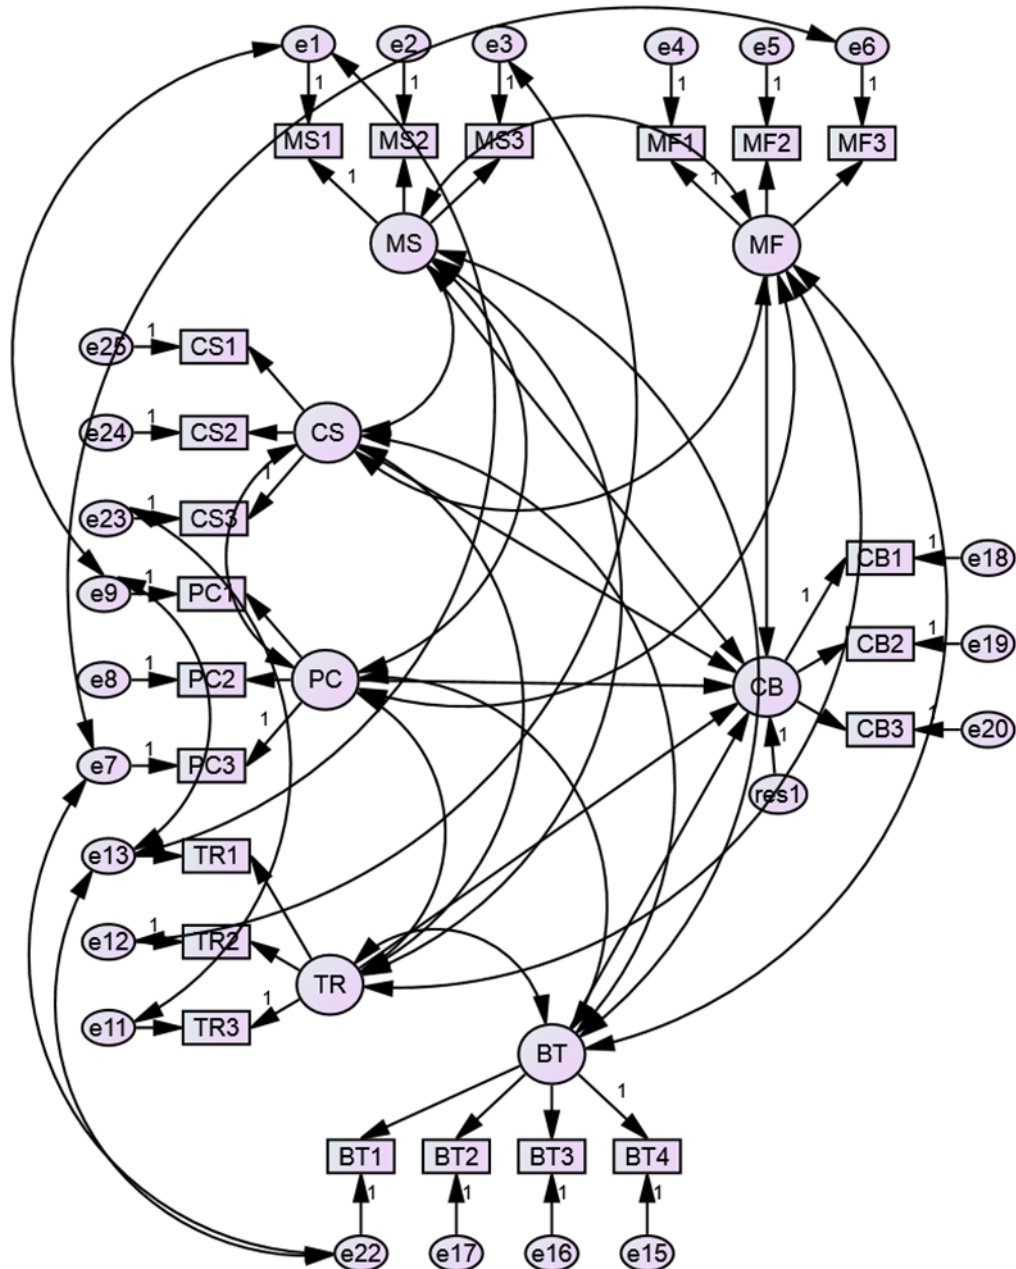 e1 e2 e3 e4 e5 e6
1 1 1 1 1 1
MS1 MS2 MS3 MF1 MF2 MF3
1 1
MS MF
e25 1 CS1
e24 1 CS2 CS
e23 1 CS3 1
CB1 1 e18
e9 1 PC1 1
e8 1 PC2 PC CB CB2 1 e19
1
e7 1 PC3 CB3 1 e20
1
res1
e13 TR1
e12 1 TR2
TR
1
e11 TR3
BT
1
BT1 BT2 BT3 BT4
1 1 1 1
e22 e17 e16 e15